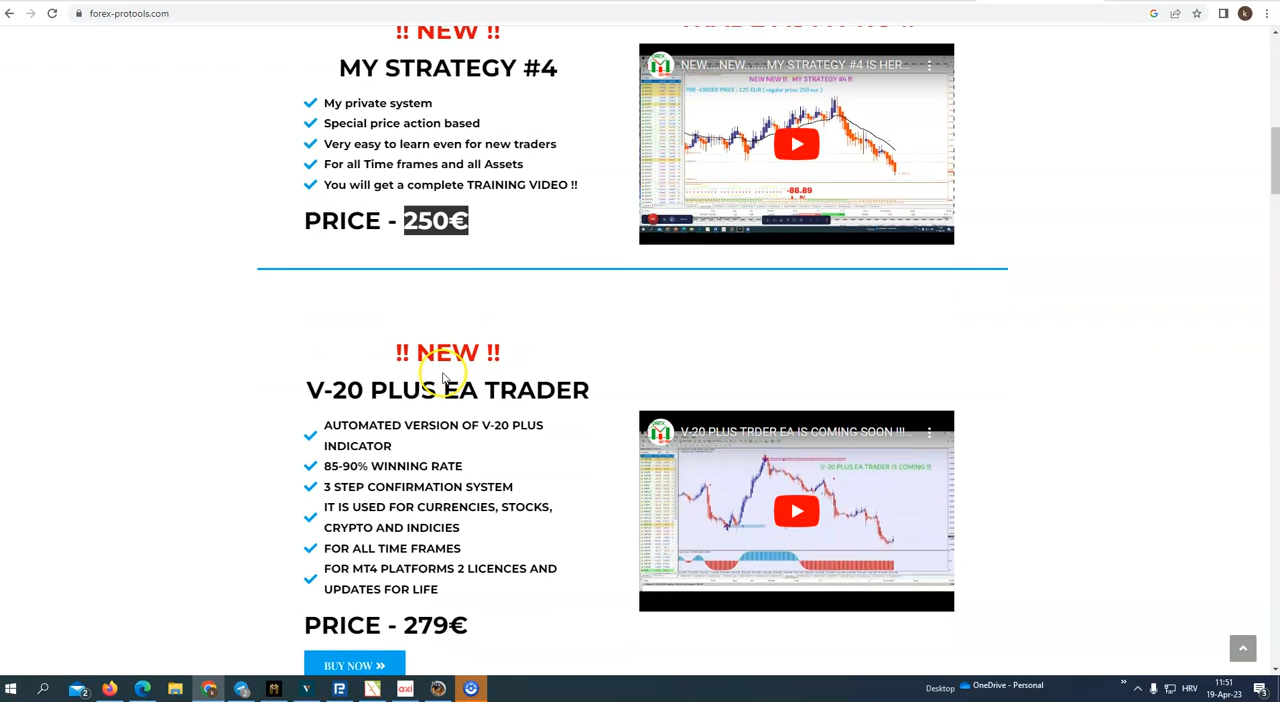 forex-protools.com
!! NEW !!
MY STRATEGY #4
My private system
Special price action based
Very easy to learn even for new traders
For all Time frames and all Assets
You will get a complete TRAINING VIDEO !!
PRICE - 250€
NEW....NEW.......MY STRATEGY #4 IS HER...
NEW NEW !! MY STRATEGY #4 !!
PRE -ORDER PRICE : 125 EUR ( regular price: 250 eur )
-88.89
!! NEW !!
V-20 PLUS EA TRADER
AUTOMATED VERSION OF V-20 PLUS
INDICATOR
85-90% WINNING RATE
3 STEP CONFIRMATION SYSTEM
IT IS USED FOR CURRENCIES, STOCKS,
CRYPTO AND INDICIES
FOR ALL TIME FRAMES
FOR MT4 PLATFORMS 2 LICENCES AND
UPDATES FOR LIFE
PRICE - 279€
BUY NOW »
V-20 PLUS TRDER EA IS COMING SOON !!!...
V-20 PLUS EA TRADER IS COMING !!!
Desktop
OneDrive - Personal
HRV
11:51
19-Apr-23